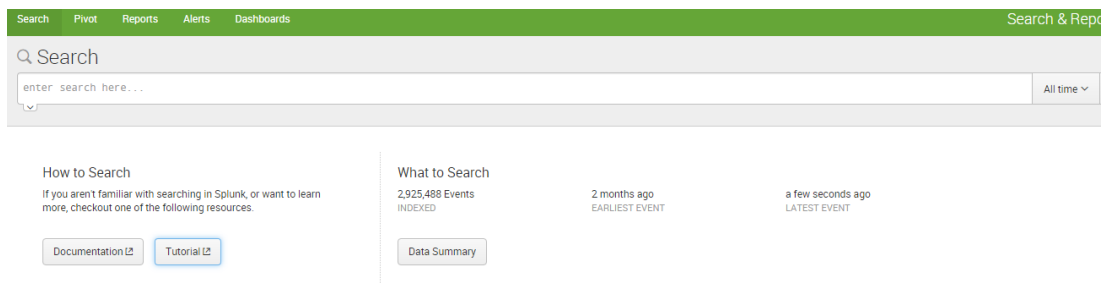 Search Pivot Reports Alerts Dashboards Search & Repo
Search
enter search here...
All time
How to Search
If you aren't familiar with searching in Splunk, or want to learn
more, checkout one of the following resources.
Documentation
Tutorial
What to Search
2,925,488 Events
INDEXED
2 months ago
EARLIEST EVENT
a few seconds ago
LATEST EVENT
Data Summary